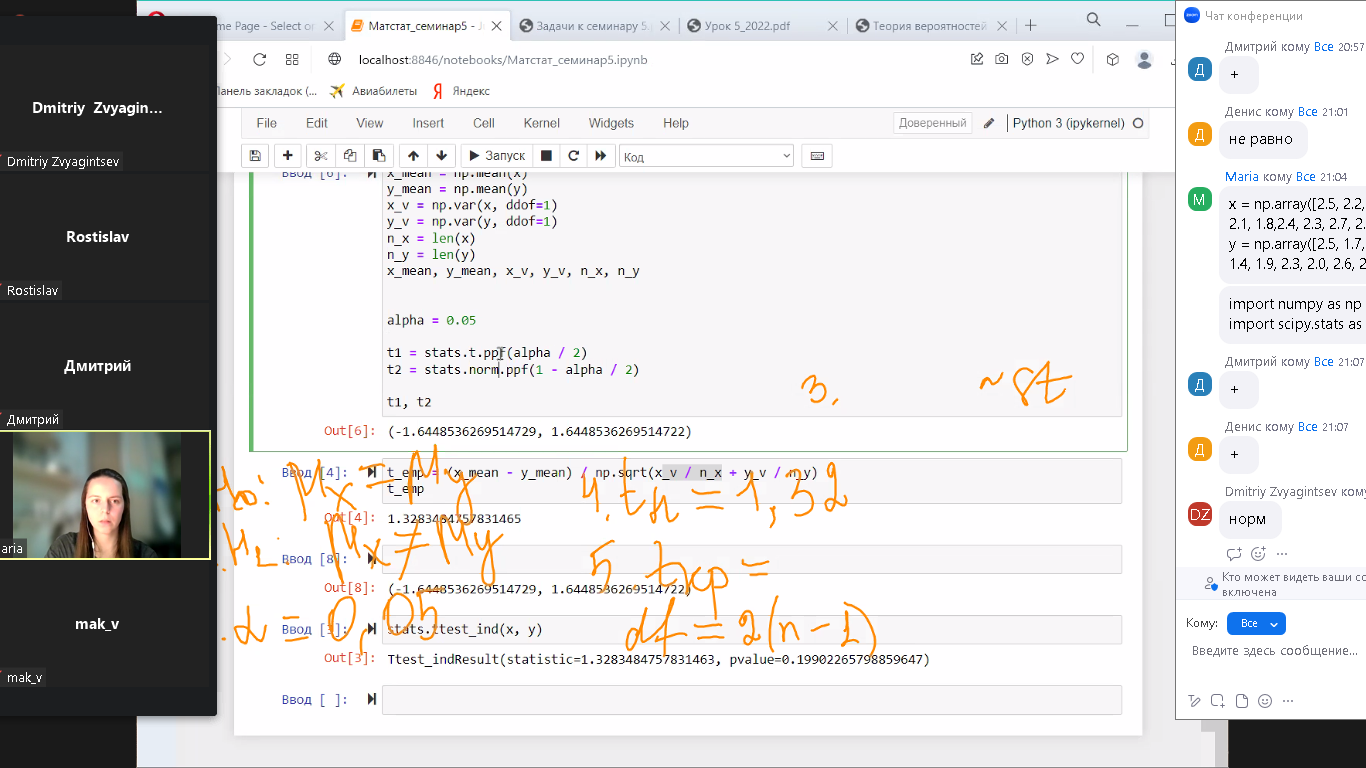 Dmitriy Zvyagin...
Dmitriy Zvyagintsev
Rostislav
Rostislav
Дмитрий
Дмитрий
aria
mak_v
mak_v
me Page - Select or
Матстат_семинар5 - J
Задачи к семинару 5.
Урок 5_2022.pdf
Теория вероятностей
localhost:8846/notebooks/Матстат_семинар5.ipynb
Панель закладок (...
Авиабилеты
Яндекс
File Edit View Insert Cell Kernel Widgets Help
Доверенный
Python 3 (ipykernel)
Запуск
Код
Ввод [6]:
x_mean = np.mean(x)
y_mean = np.mean(y)
x_v = np.var(x, ddof=1)
y_v = np.var(y, ddof=1)
n_x = len(x)
n_y = len(y)
x_mean, y_mean, x_v, y_v, n_x, n_y
alpha = 0.05
t1 = stats.t.ppf(alpha / 2)
t2 = stats.norm.ppf(1 - alpha / 2)
t1, t2
3.
Out[6]: (-1.6448536269514729, 1.6448536269514722)
Ввод [4]: t_emp = (x_mean - y_mean) / np.sqrt(x_v / n_x + y_v / n_y)
t_emp
Out[4]: 1.3283484757831465
Ввод [8]:
Out[8]: (-1.6448536269514729, 1.6448536269514722)
Ввод [3]: stats.ttest_ind(x, y)
Out[3]: Ttest_indResult(statistic=1.3283484757831463, pvalue=0.19902265798859647)
Ввод [ ]:
Mx = My
Mx ≠ My
α = 0,05
4. tн = 1,32
5. tкр =
df = 2(n-1)
Чат конференции
Дмитрий кому Все 20:57
Д
+
Денис кому Все 21:01
Д
не равно
Maria кому Все 21:04
M
x = np.array([2.5, 2.2,
2.1, 1.8,2.4, 2.3, 2.7, 2.
y = np.array([2.5, 1.7,
1.4, 1.9, 2.3, 2.0, 2.6, 2
import numpy as np
import scipy.stats as
Дмитрий кому Все 21:07
Д
+
Денис кому Все 21:07
Д
+
Dmitriy Zvyagintsev кому
DZ
норм
Кто может видеть ваши со
включена
Кому: Все
Введите здесь сообщение...